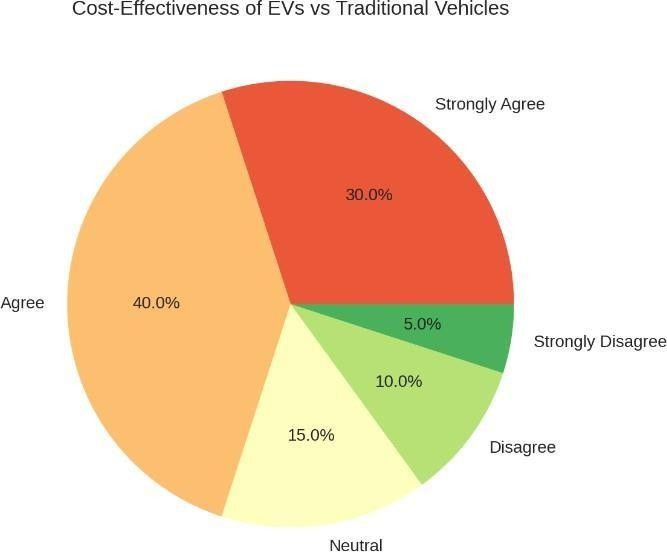 Cost-Effectiveness of EVs vs Traditional Vehicles
Strongly Agree
30.0%
Agree
40.0%
5.0%
Strongly Disagree
10.0%
15.0%
Disagree
Neutral